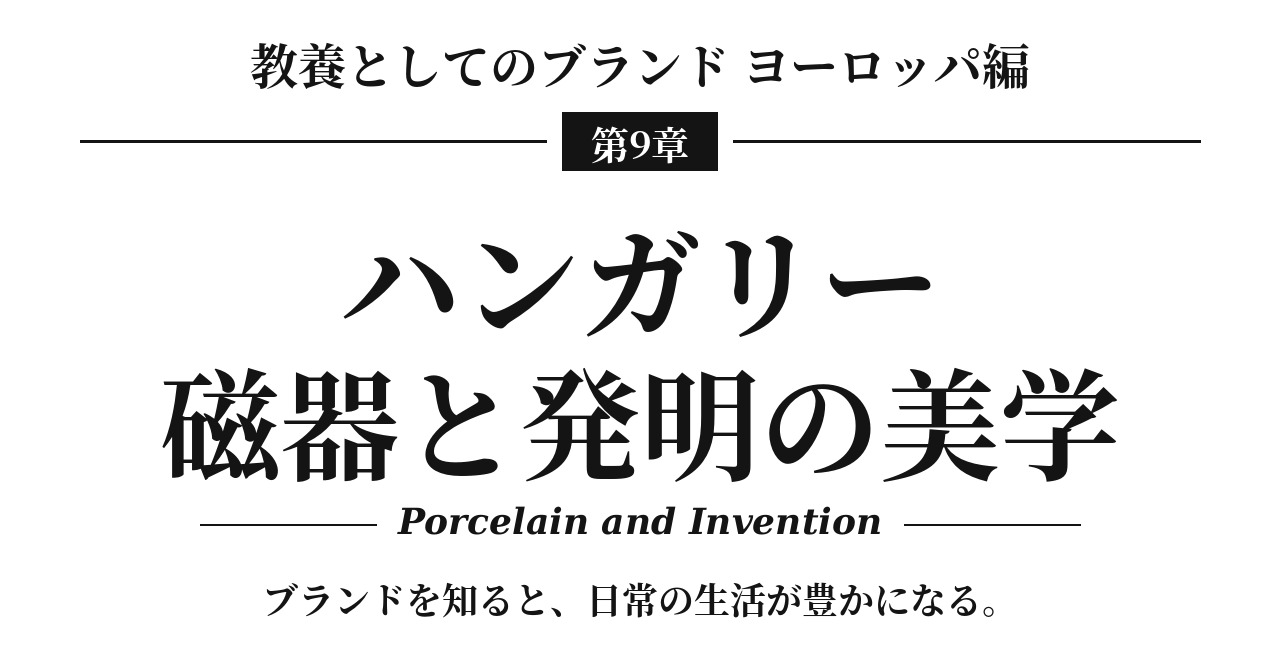 教養としてのブランド ヨーロッパ編
第9章
ハンガリー
磁器と発明の美学
Porcelain and Invention
ブランドを知ると、日常の生活が豊かになる。